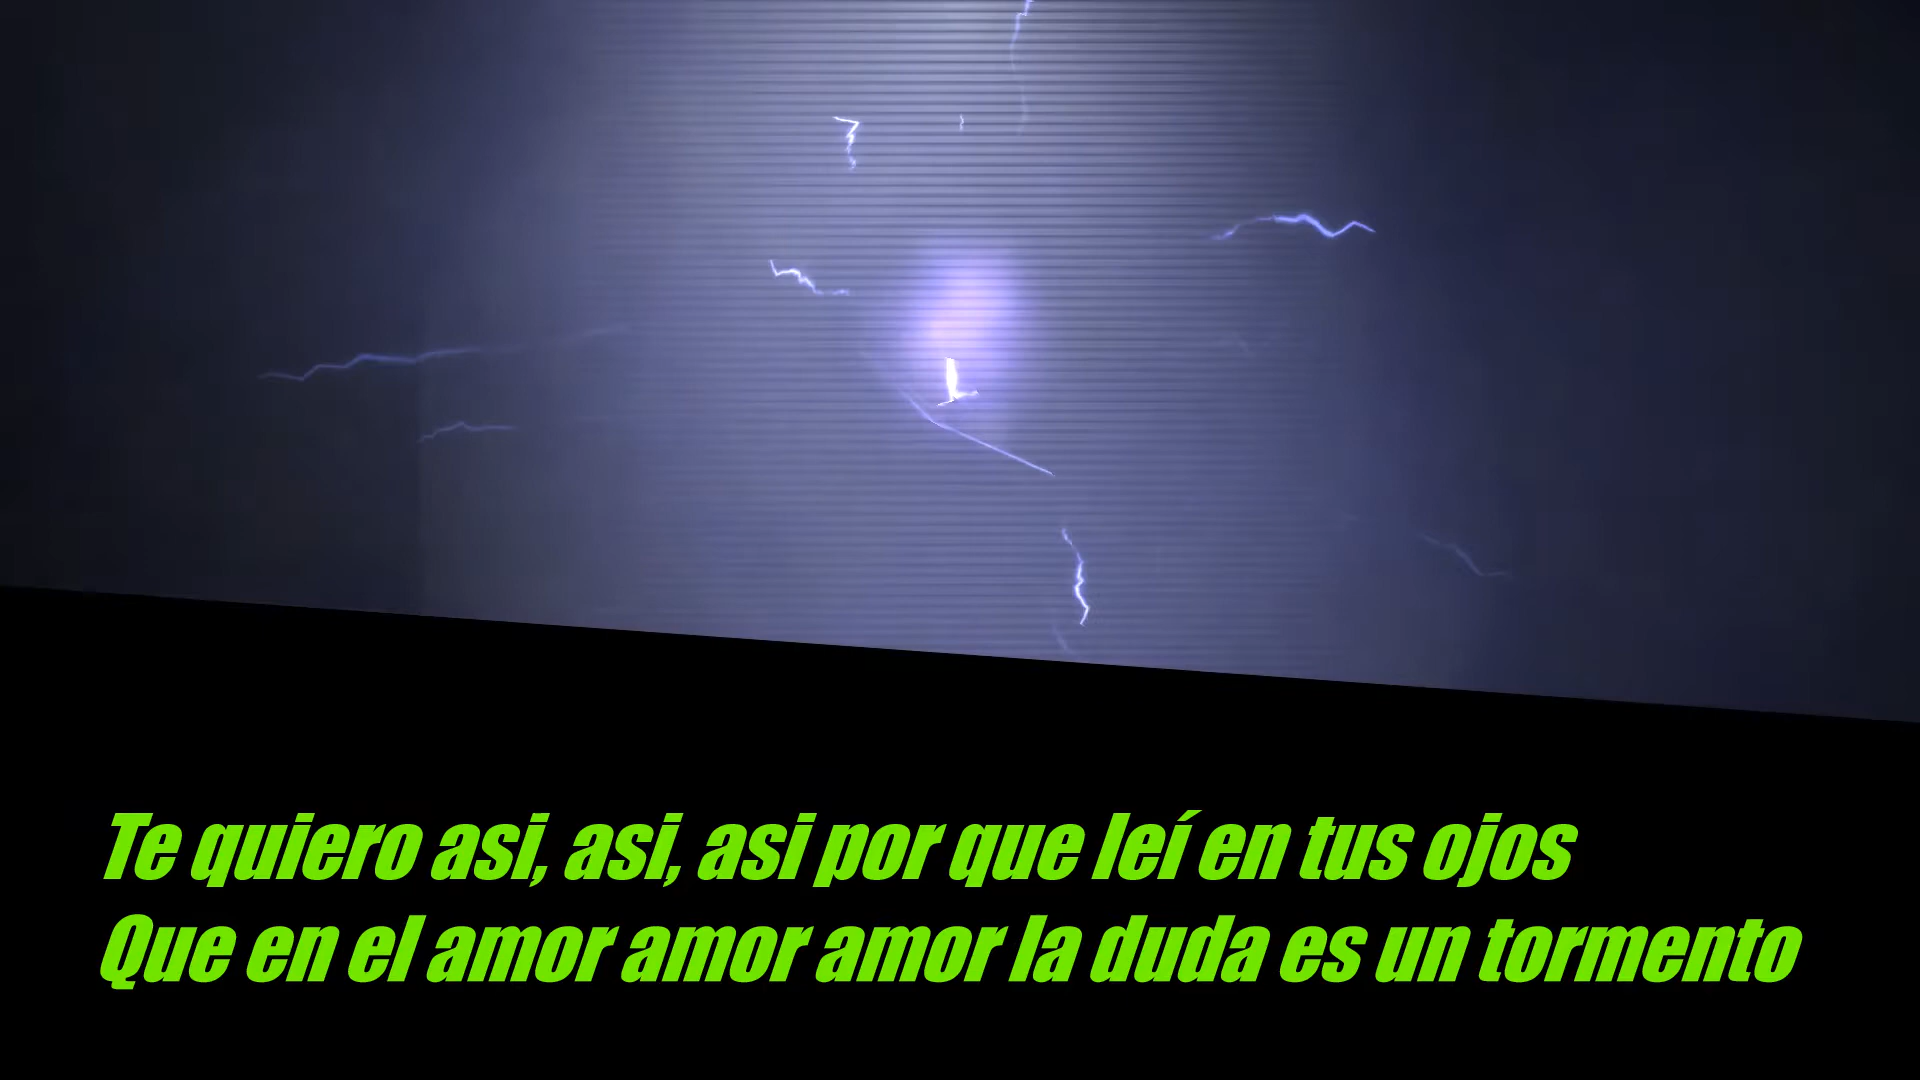 Te quiero asi, asi, asi por que leí en tus ojos
Que en el amor amor amor la duda es un tormento